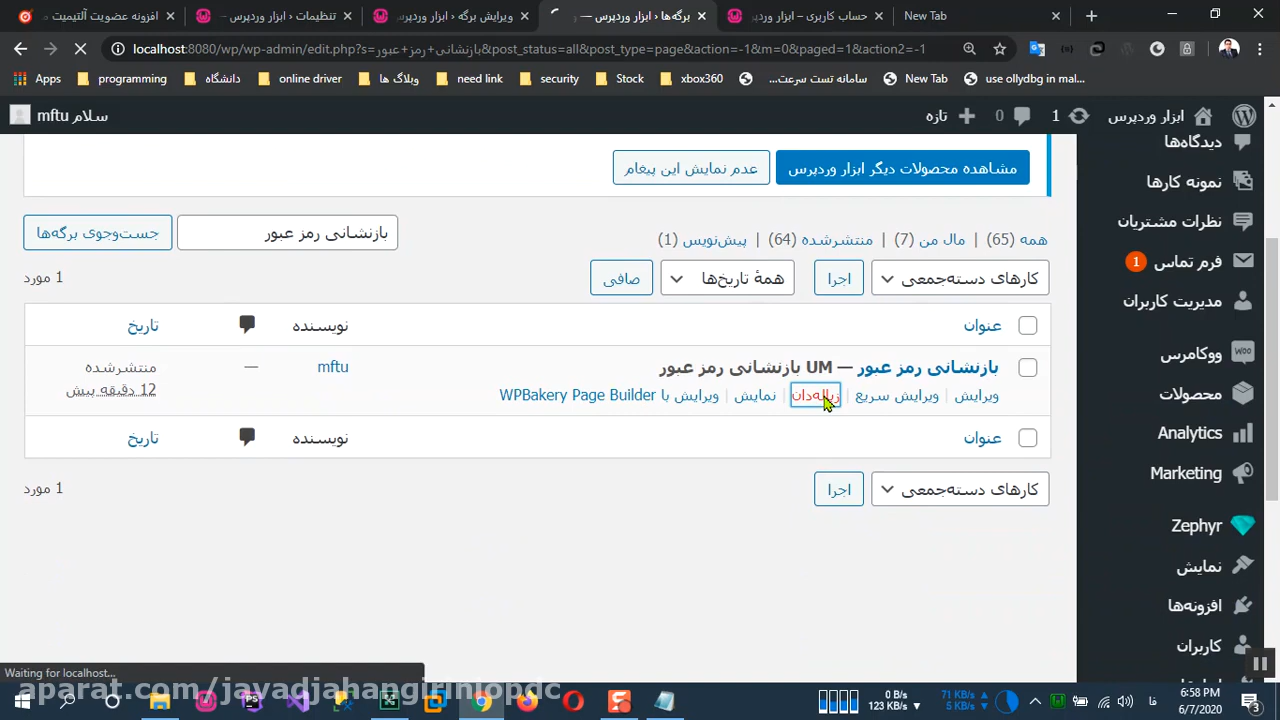 افزونه عضویت آلتیمیت
تنظیمات ‹ ابزار وردپرس —
ویرایش برگه ‹ ابزار وردپرس
برگه‌ها ‹ ابزار وردپرس —
حساب کاربری – ابزار وردپر
New Tab
localhost:8080/wp/wp-admin/edit.php?s=بازنشانی+رمز+عبور&post_status=all&post_type=page&action=-1&m=0&paged=1&action2=-1
Apps
programming
دانشگاه
online driver
وبلاگ ها
need link
security
Stock
xbox360
سامانه تست سرعت...
New Tab
use ollydbg in mal...
ابزار وردپرس
1
0
تازه
سلام mftu
مشاهده محصولات دیگر ابزار وردپرس
عدم نمایش این پیغام
دیدگاه‌ها
نمونه کارها
نظرات مشتریان
فرم تماس 1
مدیریت کاربران
ووکامرس
محصولات
Analytics
Marketing
Zephyr
نمایش
افزونه‌ها
کاربران
همه (65) | مال من (7) | منتشرشده (64) | پیش‌نویس (1)
بازنشانی رمز عبور
جست‌وجوی برگه‌ها
کارهای دسته‌جمعی
اجرا
همهٔ تاریخ‌ها
صافی
1 مورد
عنوان
نویسنده
تاریخ
بازنشانی رمز عبور — UM بازنشانی رمز عبور
ویرایش | ویرایش سریع | زباله‌دان | نمایش | ویرایش با WPBakery Page Builder
mftu
—
منتشرشده
12 دقیقه پیش
عنوان
نویسنده
تاریخ
کارهای دسته‌جمعی
اجرا
1 مورد
Waiting for localhost...
aparat.com/javadjahangiriniopdc
0 B/s
123 KB/s
71 KB/s
5 KB/s
فا
6:58 PM
6/7/2020
3